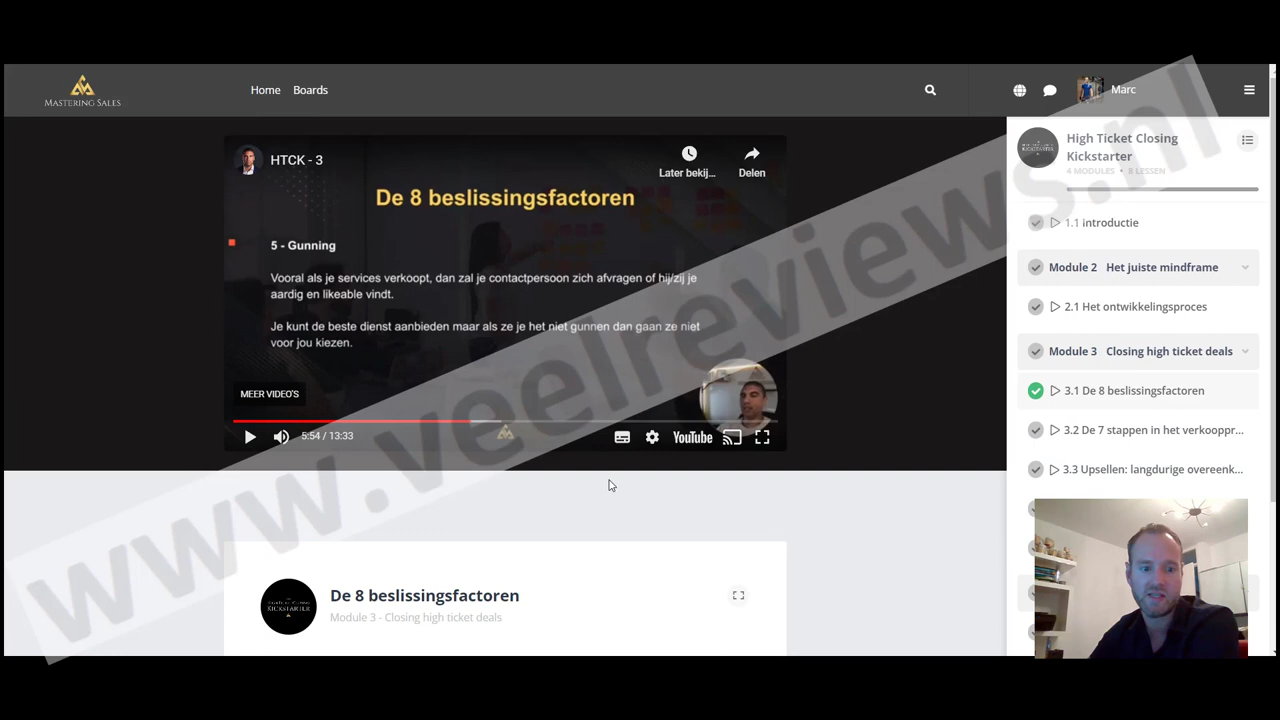 MASTERING SALES
Home
Boards
Marc
HTCK - 3
Later bekij...
Delen
De 8 beslissingsfactoren
5 - Gunning
Vooral als je services verkoopt, dan zal je contactpersoon zich afvragen of hij/zij je
aardig en likeable vindt.
Je kunt de beste dienst aanbieden maar als ze je het niet gunnen dan gaan ze niet
voor jou kiezen.
MEER VIDEO'S
5:54 / 13:33
YouTube
High Ticket Closing
Kickstarter
4 MODULES • 8 LESSEN
1.1 introductie
Module 2 Het juiste mindframe
2.1 Het ontwikkelingsproces
Module 3 Closing high ticket deals
3.1 De 8 beslissingsfactoren
3.2 De 7 stappen in het verkooppr...
3.3 Upsellen: langdurige overeenk...
KICKSTARTER
De 8 beslissingsfactoren
Module 3 - Closing high ticket deals
www.veelreviews.nl